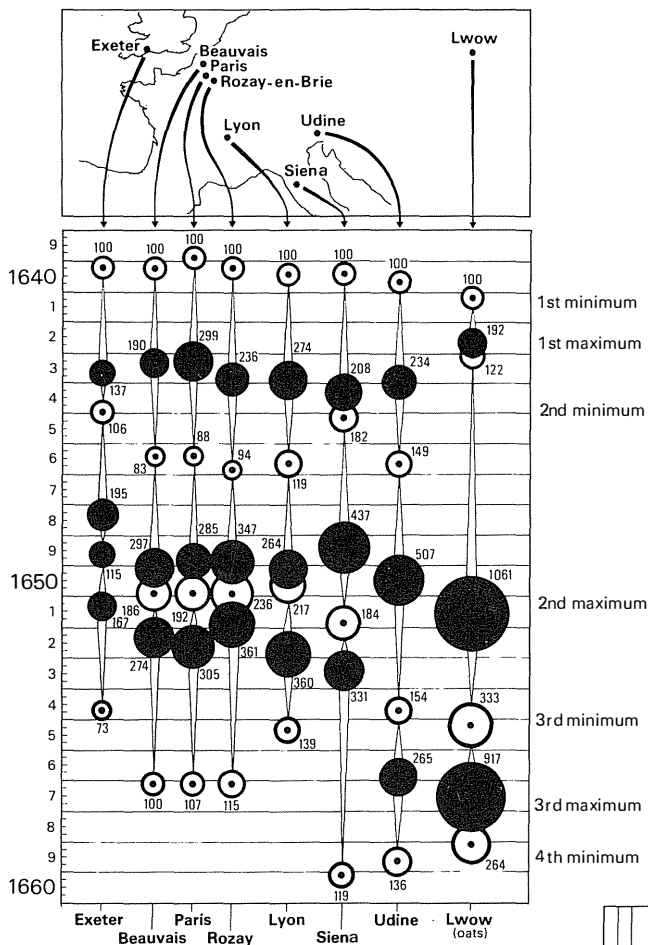 Exeter
Beauvais
Paris
Rozay-en-Brie
Lwow
Lyon
Udine
Siena
9
100 100 100 100 100 100
1640
100 100
1
1st minimum
2
190 299 274 192
1st maximum
3
236 208 234 122
137
4
106 182
2nd minimum
5
88 149
6
83 94 119
7
195
8
285 347 437
297 264
9
507
115 1061
1650
186 192 236 217 184
2nd maximum
1
167
2
274 305 361
3
360 331
4
154 333
3rd minimum
73
5
139
6
265 917
7
100 107 115
3rd maximum
8
9
264
4th minimum
119 136
1660
Exeter Paris Lyon Udine Lwow
Beauvais Rozay Siena (oats)